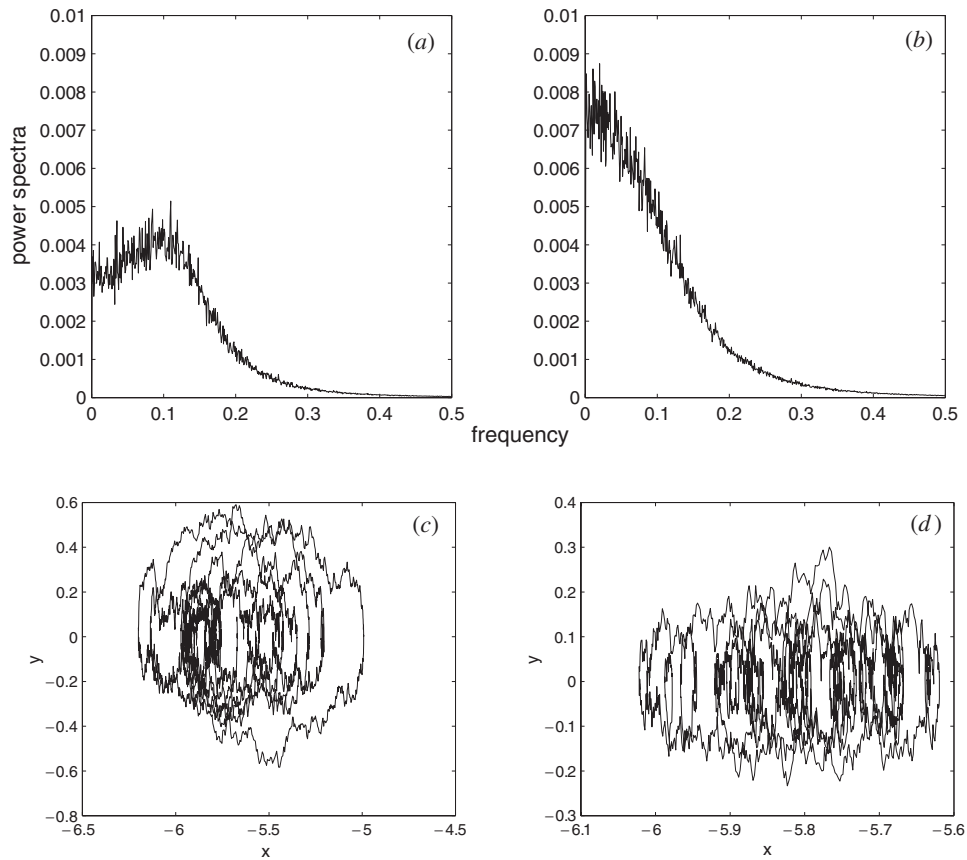 0.01
0.009
0.008
0.007
0.006
0.005
0.004
0.003
0.002
0.001
0
0 0.1 0.2 0.3 0.4 0.5
(a)
power spectra
0.01
0.009
0.008
0.007
0.006
0.005
0.004
0.003
0.002
0.001
0
0 0.1 0.2 0.3 0.4 0.5
(b)
frequency
0.6
0.4
0.2
0
−0.2
−0.4
−0.6
−0.8
−6.5 −6 −5.5 −5 −4.5
(c)
y
x
0.4
0.3
0.2
0.1
0
−0.1
−0.2
−0.3
−6.1 −6 −5.9 −5.8 −5.7 −5.6
(d)
y
x